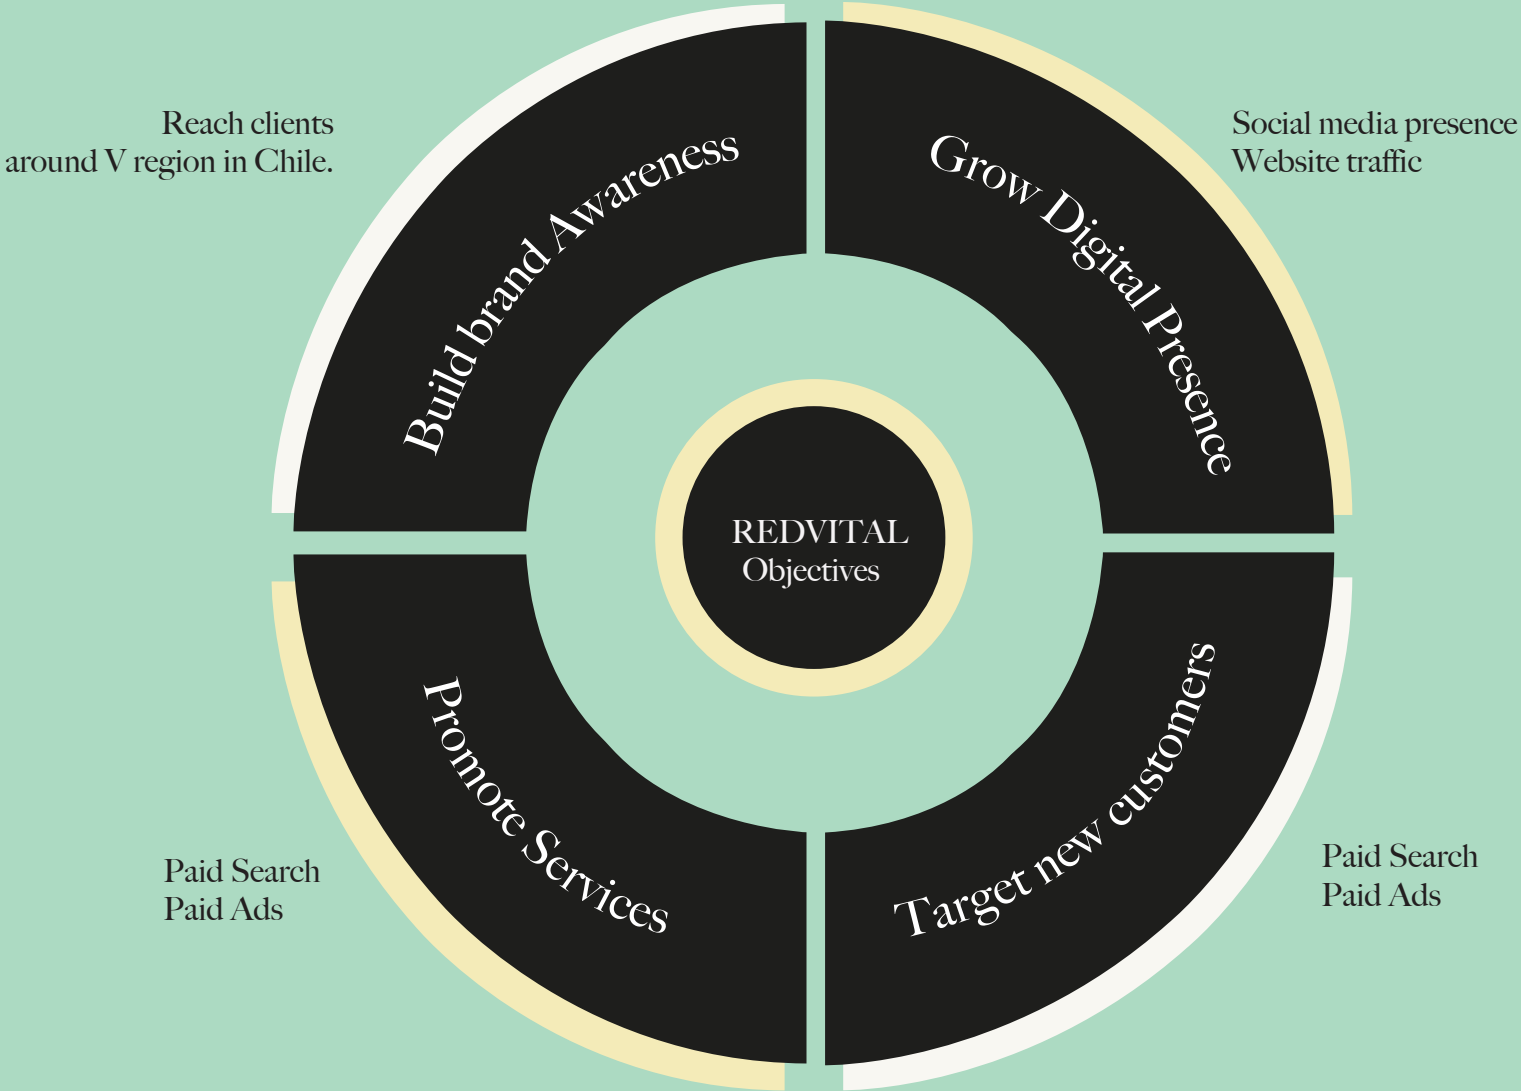 Reach clients
around V region in Chile.
Build brand Awareness
Grow Digital Presence
Social media presence
Website traffic
REDVITAL
Objectives
Promote Services
Paid Search
Paid Ads
Target new customers
Paid Search
Paid Ads